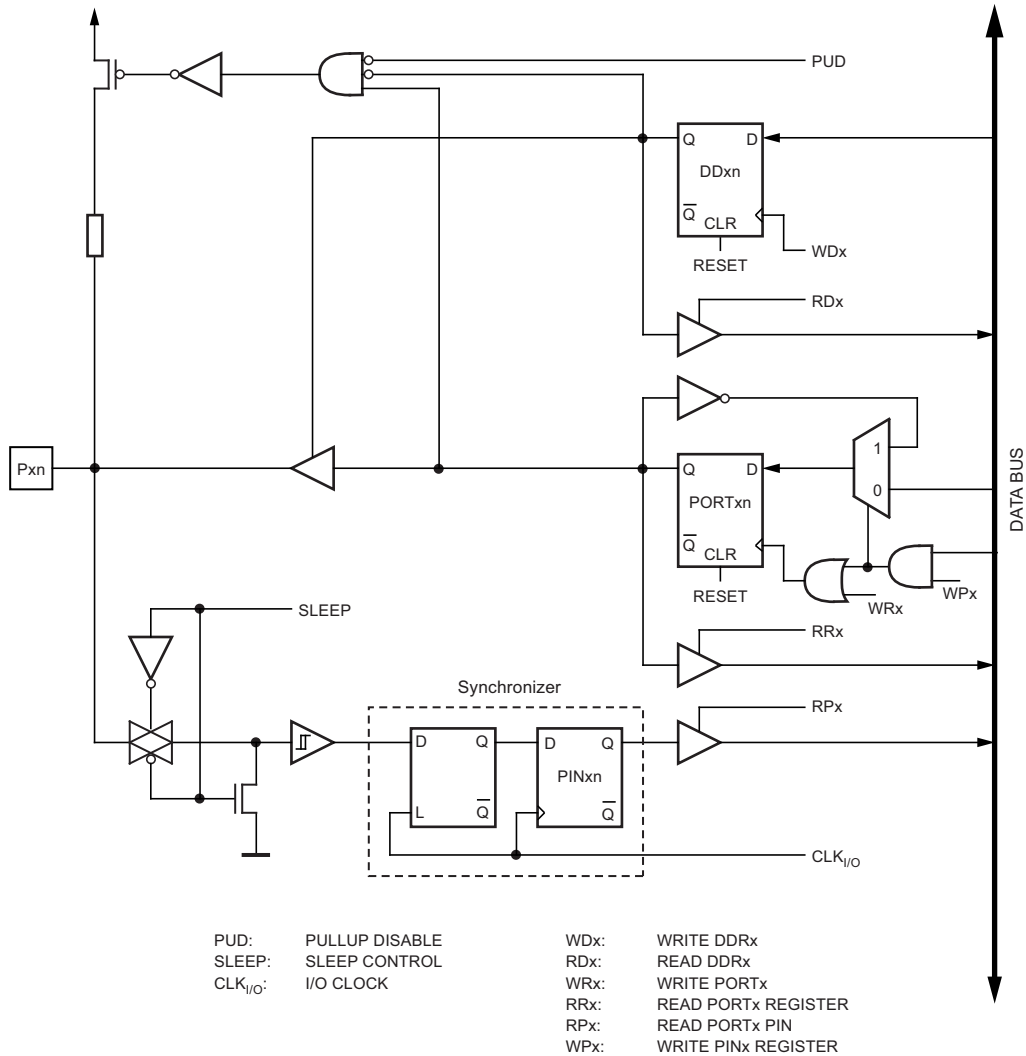 PUD
Q D
DDxn
Q
CLR
RESET
WDx
RDx
Pxn
1
0
Q D
PORTxn
Q
CLR
RESET
WRx
WPx
DATA BUS
SLEEP
RRx
Synchronizer
RPx
D Q
L Q
D Q
PINxn
Q
CLKI/O
PUD: PULLUP DISABLE
SLEEP: SLEEP CONTROL
CLKI/O: I/O CLOCK
WDx: WRITE DDRx
RDx: READ DDRx
WRx: WRITE PORTx
RRx: READ PORTx REGISTER
RPx: READ PORTx PIN
WPx: WRITE PINx REGISTER